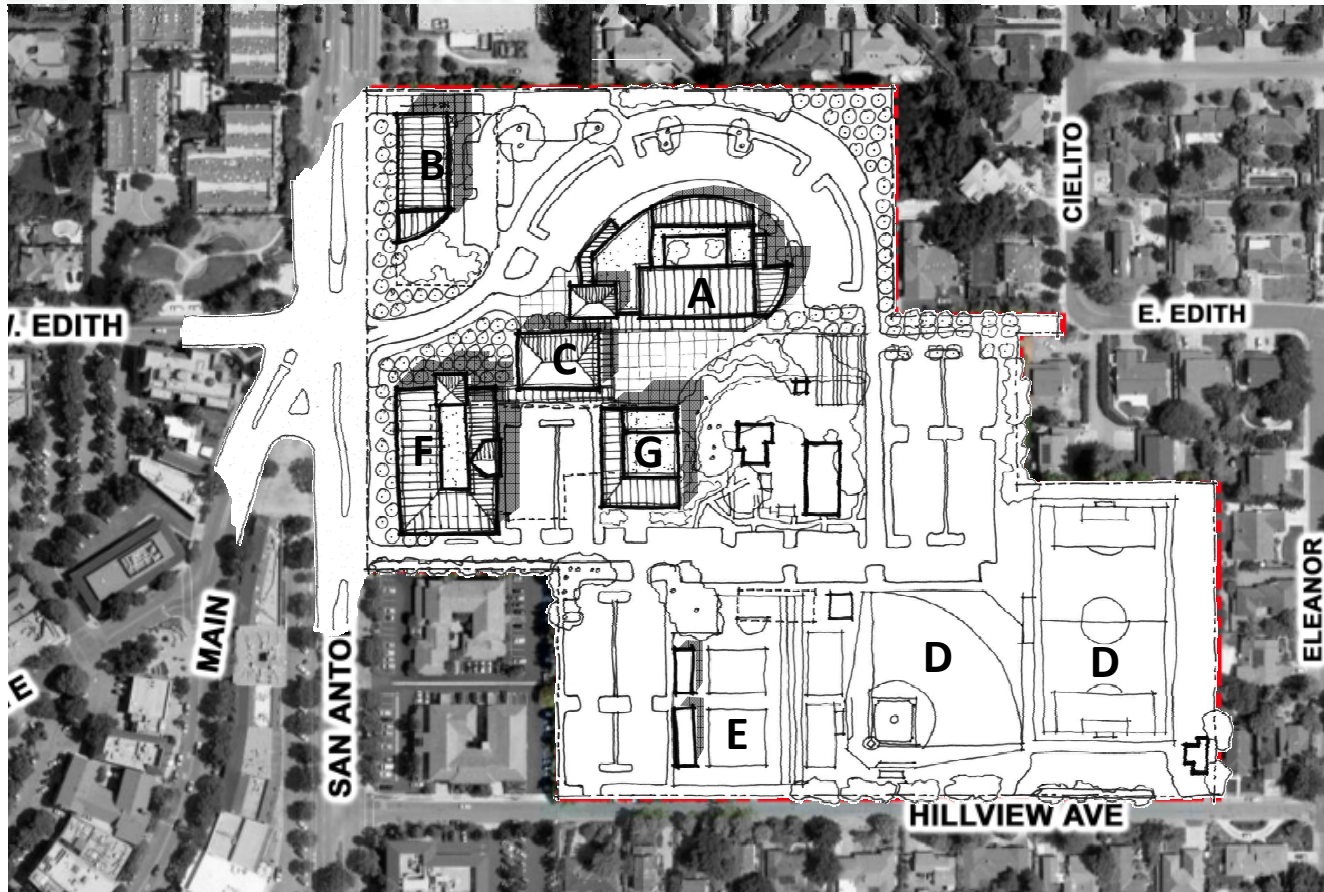 B
CIELITO
A
E. EDITH
. EDITH
C
F
G
ELEANOR
MAIN
D
D
SAN ANTO
E
HILLVIEW AVE